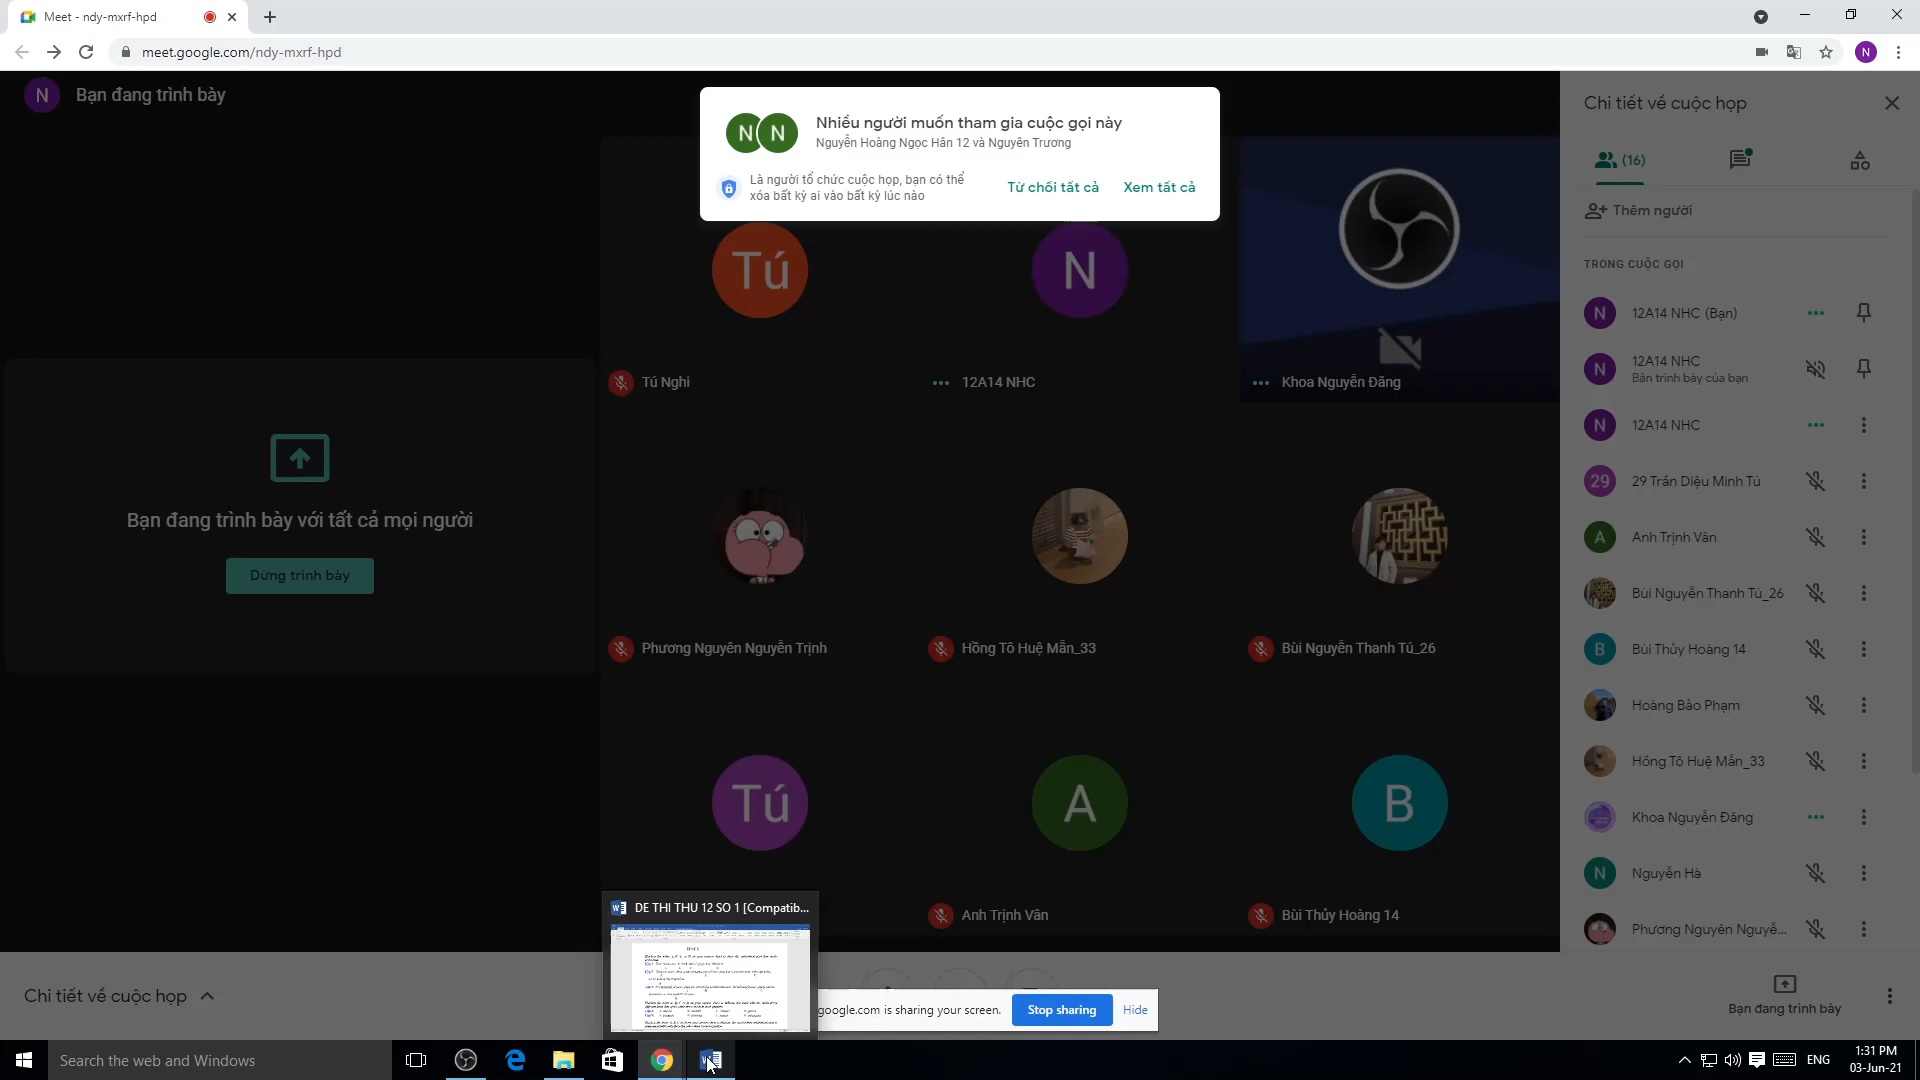 Meet - ndy-mxrf-hpd
meet.google.com/ndy-mxrf-hpd
N
N
Bạn đang trình bày
N N
Nhiều người muốn tham gia cuộc gọi này
Nguyễn Hoàng Ngọc Hân 12 và Nguyên Trương
Là người tổ chức cuộc họp, bạn có thể
xóa bất kỳ ai vào bất kỳ lúc nào
Từ chối tất cả
Xem tất cả
Bạn đang trình bày với tất cả mọi người
Dừng trình bày
Tú
Tú Nghi
N
12A14 NHC
Khoa Nguyễn Đăng
Phương Nguyên Nguyễn Trịnh
Hồng Tô Huệ Mẫn_33
Bùi Nguyễn Thanh Tú_26
Tú
A
Anh Trịnh Vân
B
Bùi Thủy Hoàng 14
Chi tiết về cuộc họp
(16)
Thêm người
TRONG CUỘC GỌI
N
12A14 NHC (Bạn)
N
12A14 NHC
Bản trình bày của bạn
N
12A14 NHC
29
29 Trần Diệu Minh Tú
A
Anh Trịnh Vân
Bùi Nguyễn Thanh Tú_26
B
Bùi Thủy Hoàng 14
Hoàng Bảo Phạm
Hồng Tô Huệ Mẫn_33
Khoa Nguyễn Đăng
N
Nguyễn Hà
Phương Nguyên Nguyễ...
DE THI THU 12 SO 1 [Compatib...
google.com is sharing your screen.
Stop sharing
Hide
Chi tiết về cuộc họp
Bạn đang trình bày
Search the web and Windows
ENG
1:31 PM
03-Jun-21